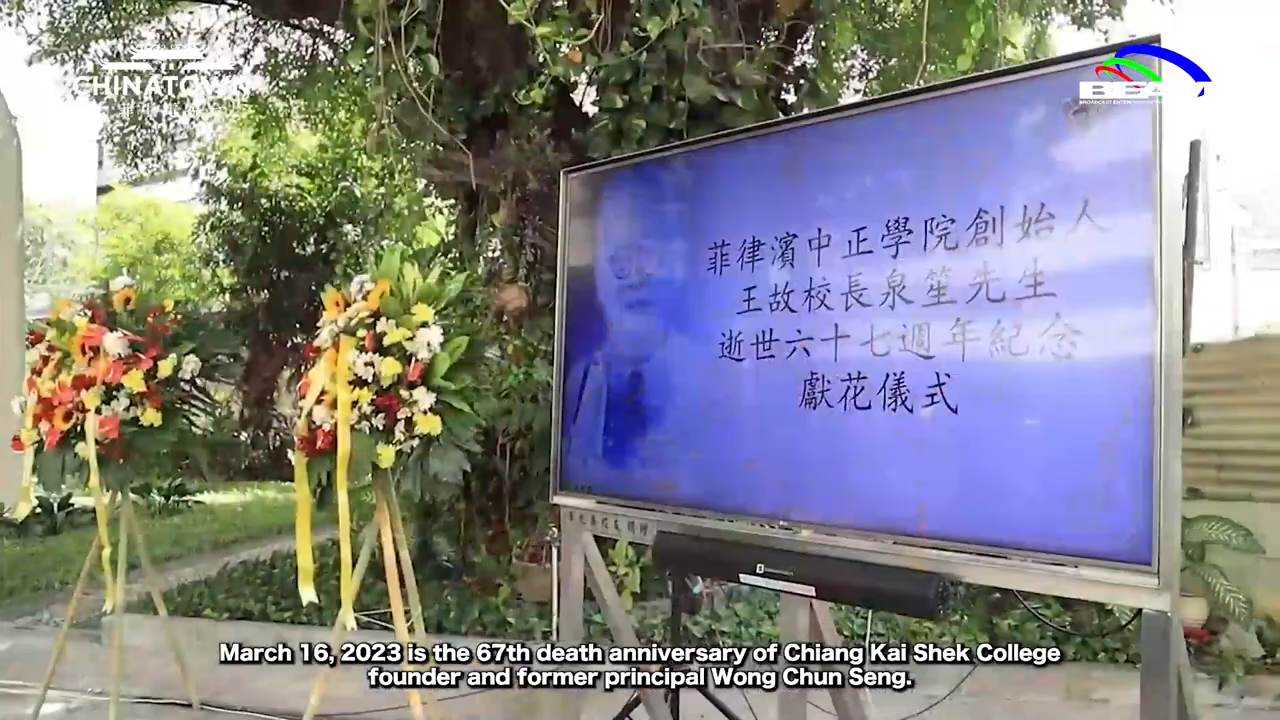 CHINATOWN
菲律濱中正學院創始人
王故校長泉笙先生
逝世六十七週年紀念
獻花儀式
March 16, 2023 is the 67th death anniversary of Chiang Kai Shek College
founder and former principal Wong Chun Seng.